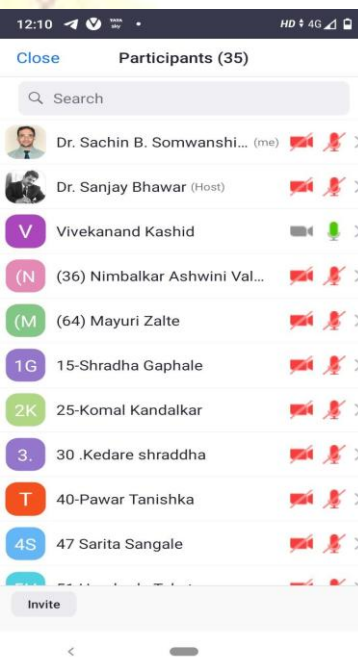 12:10 TATA sky • HD 4G
Close Participants (35)
Search
Dr. Sachin B. Somwanshi... (me)
Dr. Sanjay Bhawar (Host)
V Vivekanand Kashid
(N (36) Nimbalkar Ashwini Val...
(M (64) Mayuri Zalte
1G 15-Shradha Gaphale
2K 25-Komal Kandalkar
3. 30 .Kedare shraddha
T 40-Pawar Tanishka
4S 47 Sarita Sangale
Invite